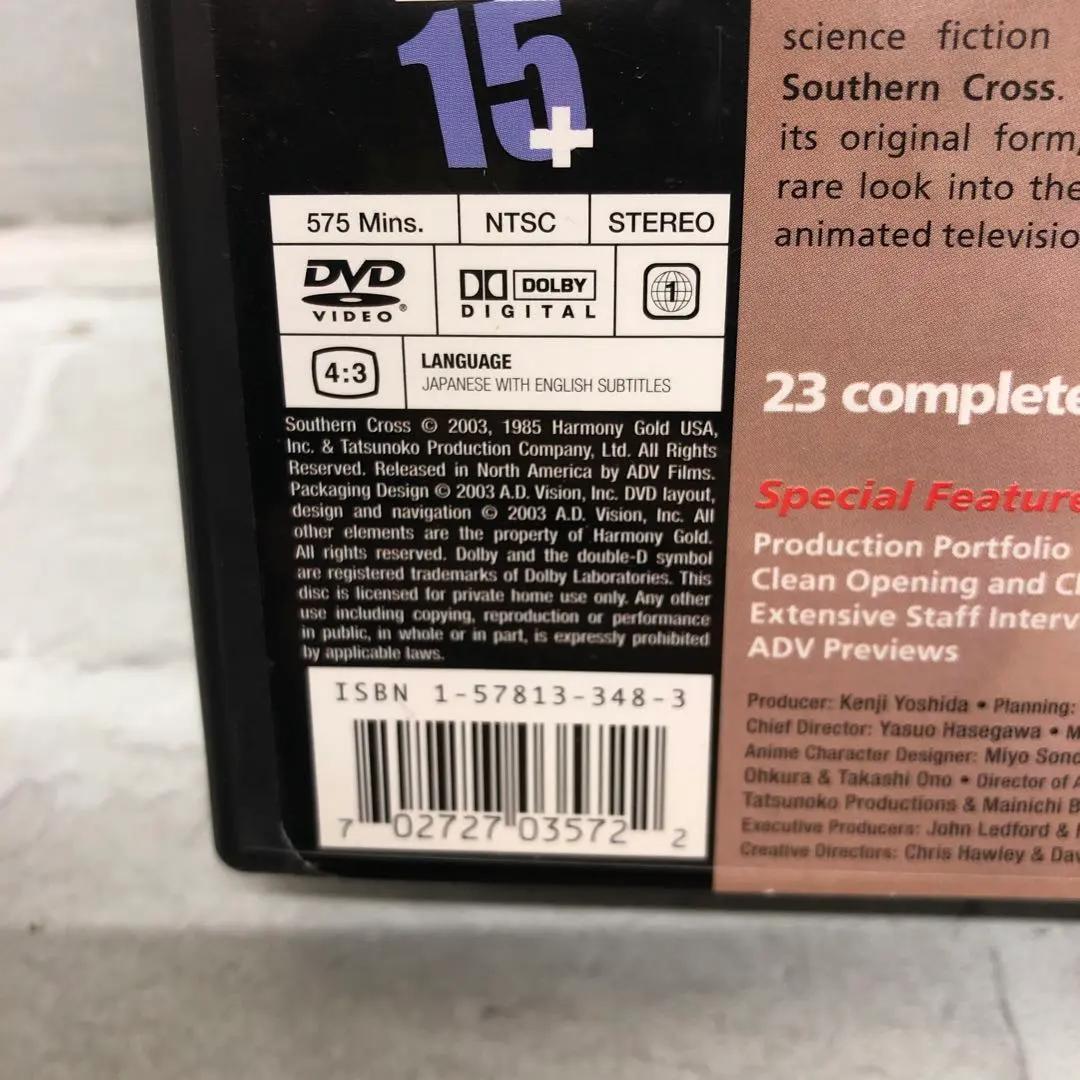 15+
575 Mins. NTSC STEREO
DVD VIDEO ® DOLBY DIGITAL 1
4:3 LANGUAGE
JAPANESE WITH ENGLISH SUBTITLES
Southern Cross © 2003, 1985 Harmony Gold USA,
Inc. & Tatsunoko Production Company, Ltd. All Rights
Reserved. Released in North America by ADV Films.
Packaging Design © 2003 A.D. Vision, Inc. DVD layout,
design and navigation © 2003 A.D. Vision, Inc. All
other elements are the property of Harmony Gold.
All rights reserved. Dolby and the double-D symbol
are registered trademarks of Dolby Laboratories. This
disc is licensed for private home use only. Any other
use including copying, reproduction or performance
in public, in whole or in part, is expressly prohibited
by applicable laws.
ISBN 1-57813-348-3
7 02727 03572 2
science fiction
Southern Cross.
its original form,
rare look into the
animated televisio
23 complete
Special Feature
Production Portfolio
Clean Opening and Cl
Extensive Staff Interv
ADV Previews
Producer: Kenji Yoshida • Planning:
Chief Director: Yasuo Hasegawa • M
Anime Character Designer: Miyo Sono
Ohkura & Takashi Ono • Director of A
Tatsunoko Productions & Mainichi B
Executive Producers: John Ledford &
Creative Directors: Chris Hawley & Dav